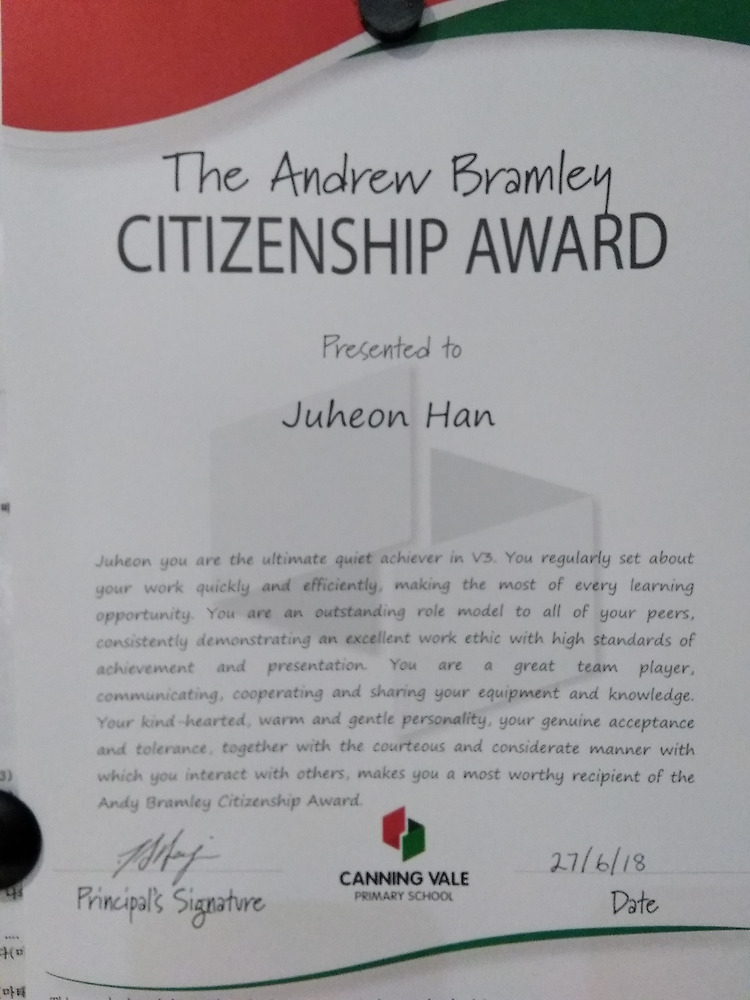 The Andrew Bramley
CITIZENSHIP AWARD
Presented to
Juheon Han
Juheon you are the ultimate quiet achiever in V3. You regularly set about
your work quickly and efficiently, making the most of every learning
opportunity. You are an outstanding role model to all of your peers,
consistently demonstrating an excellent work ethic with high standards of
achievement and presentation. You are a great team player,
communicating, cooperating and sharing your equipment and knowledge.
Your kind-hearted, warm and gentle personality, your genuine acceptance
and tolerance, together with the courteous and considerate manner with
which you interact with others, makes you a most worthy recipient of the
Andy Bramley Citizenship Award.
27/6/18
CANNING VALE
PRIMARY SCHOOL
Principal's Signature
Date